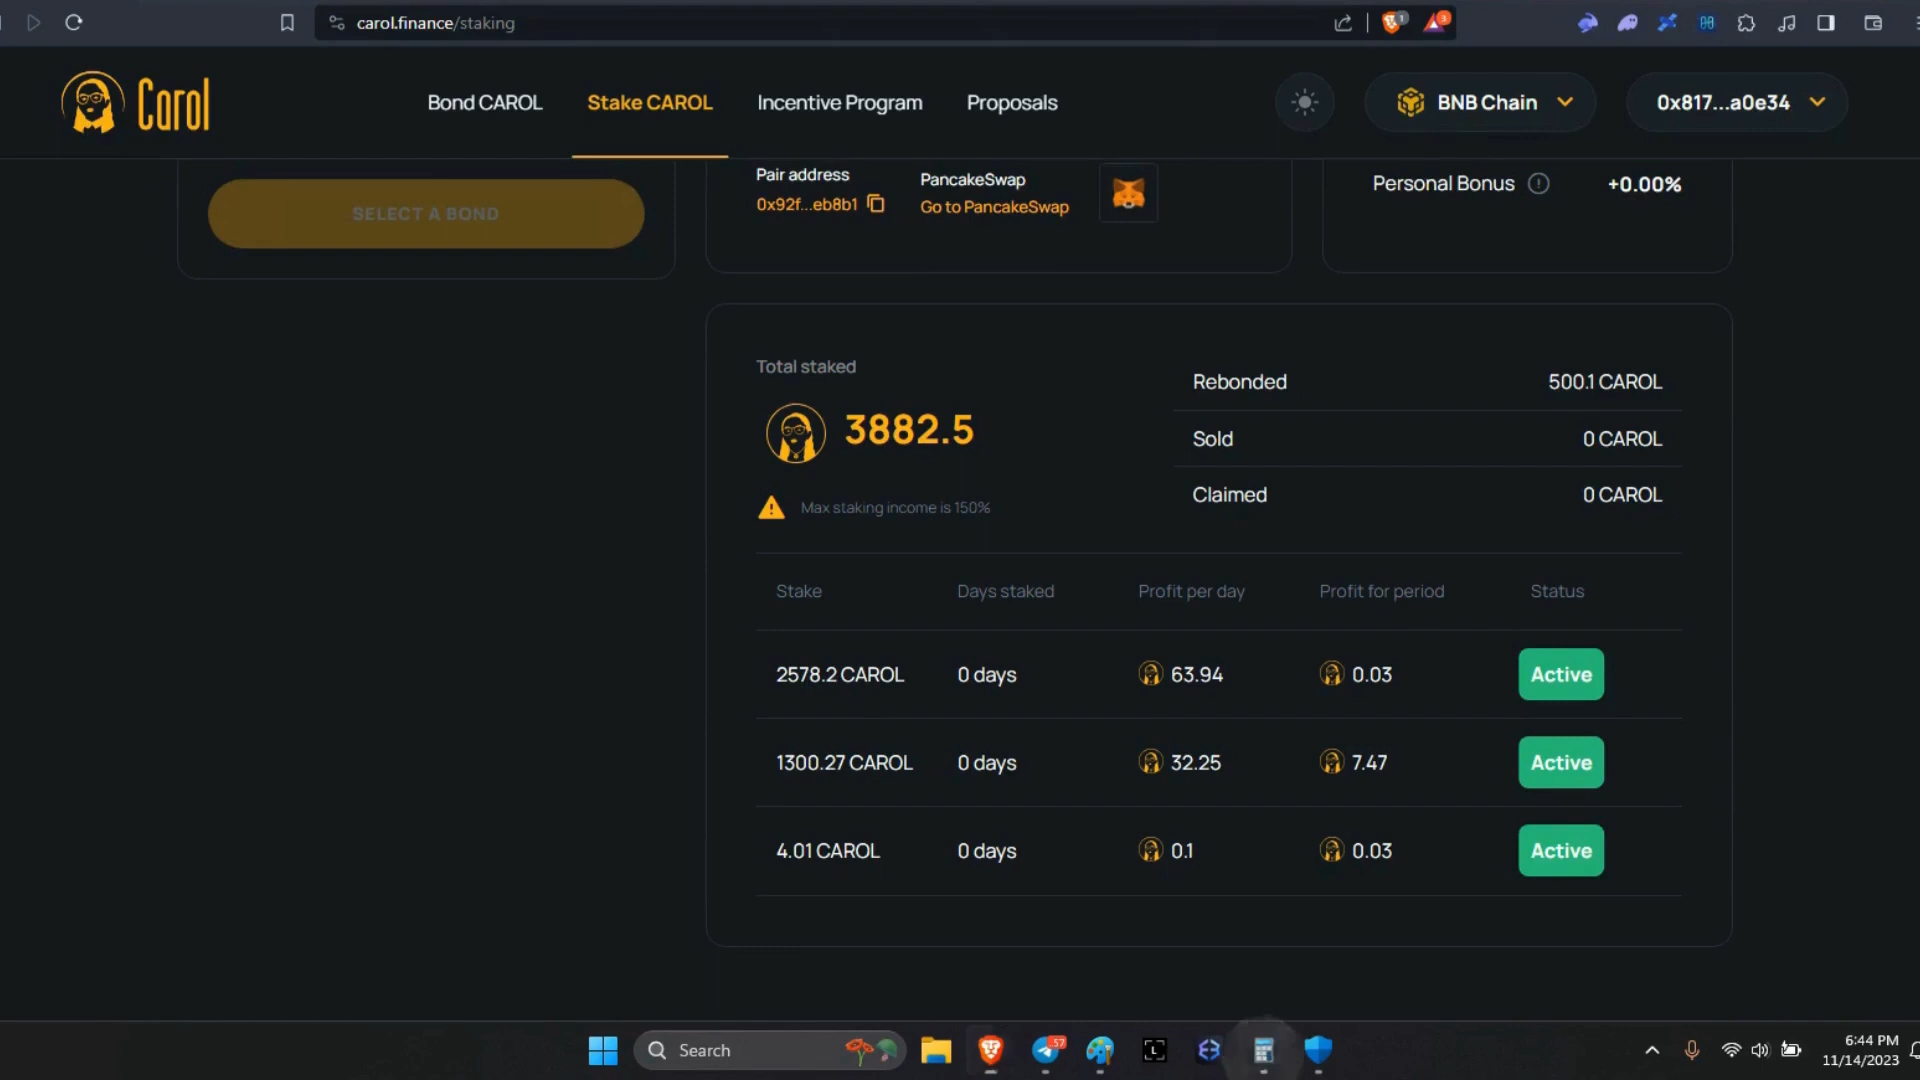 carol.finance/staking
1
3
Carol
Bond CAROL
Stake CAROL
Incentive Program
Proposals
BNB Chain
0x817...a0e34
SELECT A BOND
Pair address
0x92f...eb8b1
PancakeSwap
Go to PancakeSwap
Personal Bonus
+0.00%
Total staked
3882.5
Max staking income is 150%
Rebonded 500.1 CAROL
Sold 0 CAROL
Claimed 0 CAROL
Stake Days staked Profit per day Profit for period Status
2578.2 CAROL 0 days 63.94 0.03 Active
1300.27 CAROL 0 days 32.25 7.47 Active
4.01 CAROL 0 days 0.1 0.03 Active
Search
57
L
6:44 PM
11/14/2023